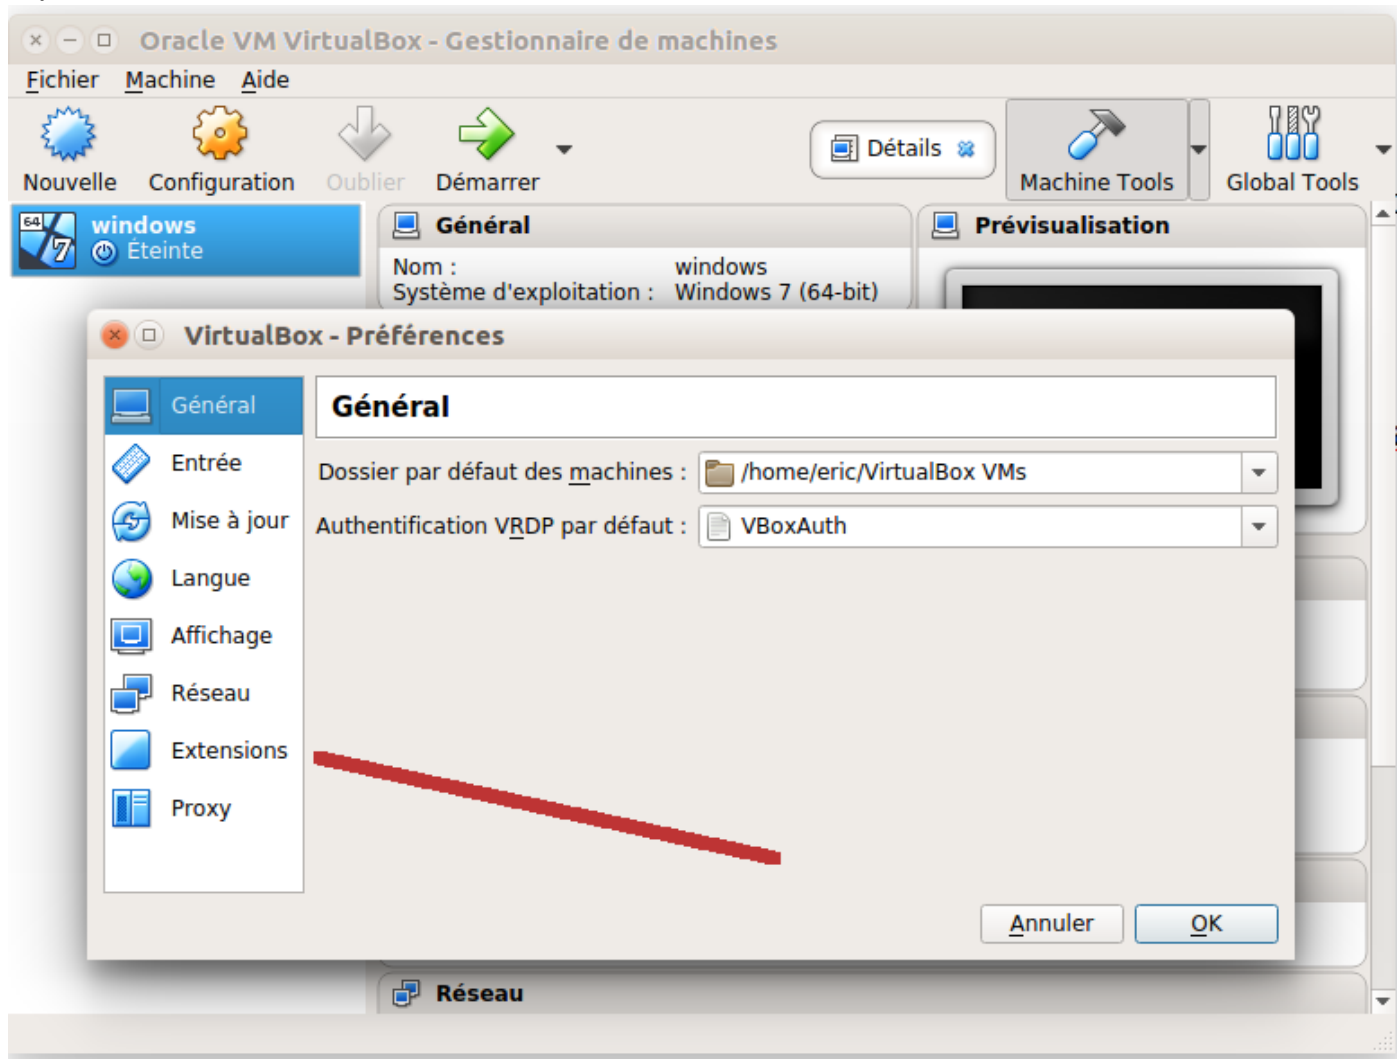 Oracle VM VirtualBox - Gestionnaire de machines
Fichier Machine Aide
Nouvelle Configuration Oublier Démarrer Détails Machine Tools Global Tools
64 7 windows
Éteinte
Général
Nom : windows
Système d'exploitation : Windows 7 (64-bit)
Prévisualisation
VirtualBox - Préférences
Général
Entrée
Mise à jour
Langue
Affichage
Réseau
Extensions
Proxy
Général
Dossier par défaut des machines : /home/eric/VirtualBox VMs
Authentification VRDP par défaut : VBoxAuth
Annuler OK
Réseau